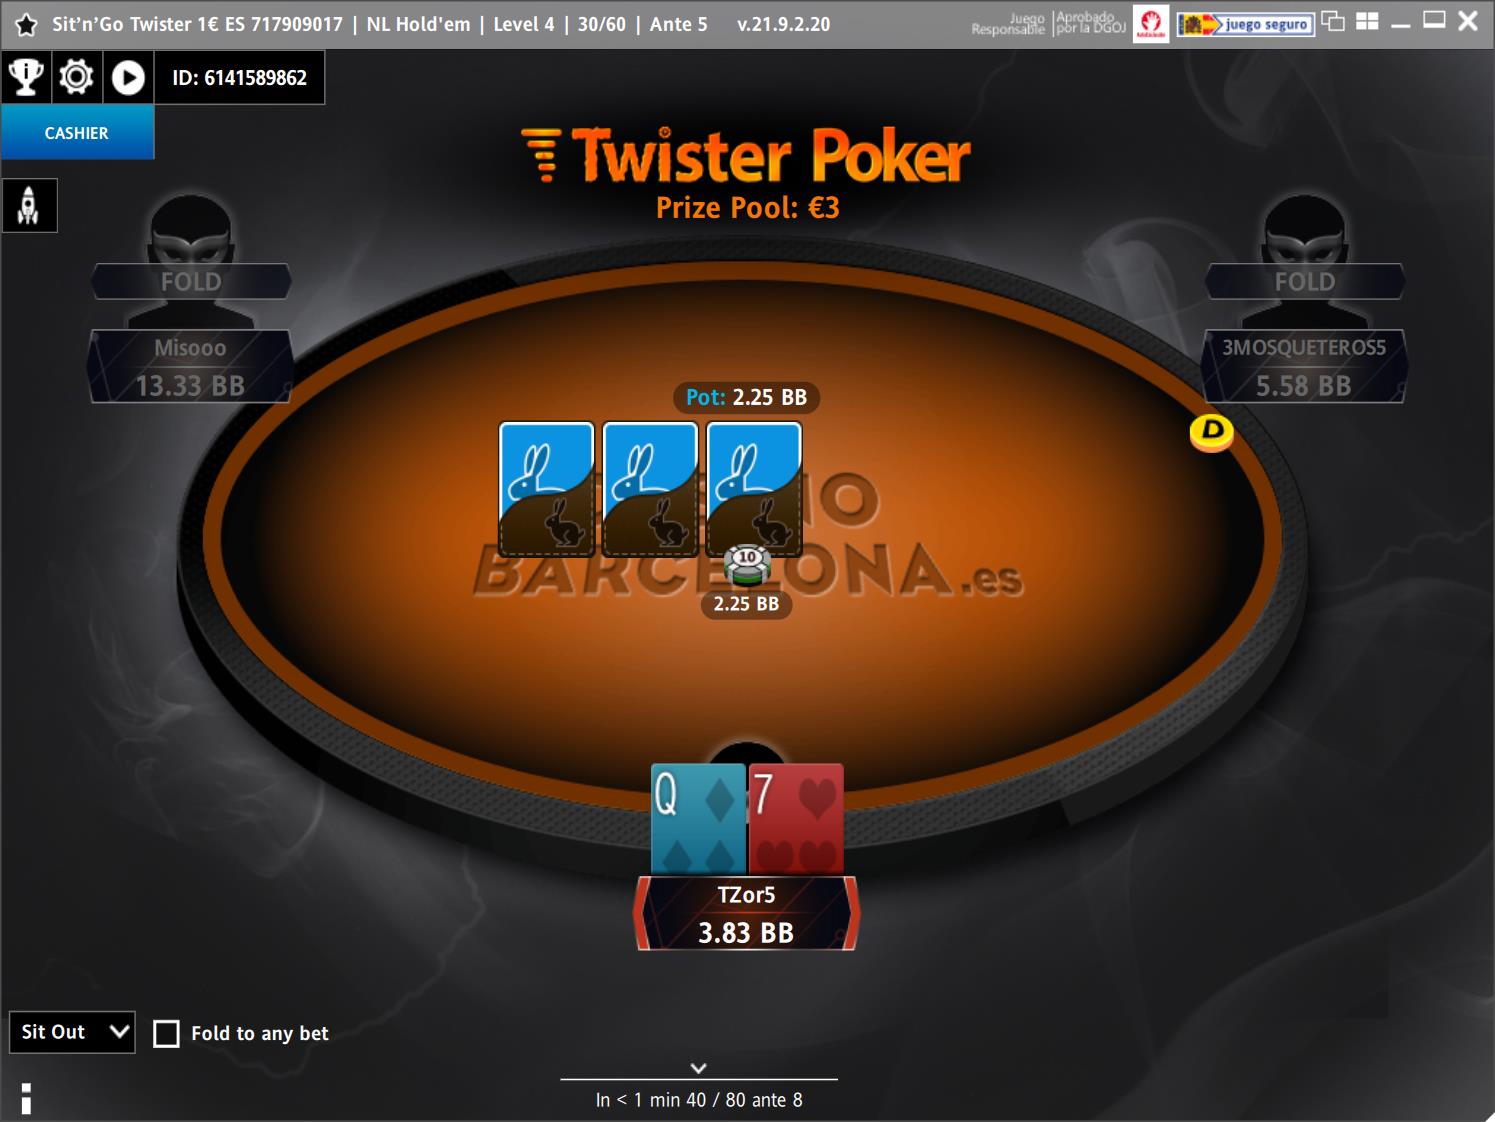 Sit'n'Go Twister 1€ ES 717909017 | NL Hold'em | Level 4 | 30/60 | Ante 5 v.21.9.2.20
Juego Responsable
Aprobado por la DGOJ
juego seguro
ID: 6141589862
CASHIER
Twister Poker
Prize Pool: €3
FOLD
Misooo
13.33 BB
FOLD
3MOSQUETEROS5
5.58 BB
D
Pot: 2.25 BB
BARCELONA.es
10
2.25 BB
Q
7
TZor5
3.83 BB
Sit Out
Fold to any bet
In < 1 min 40 / 80 ante 8